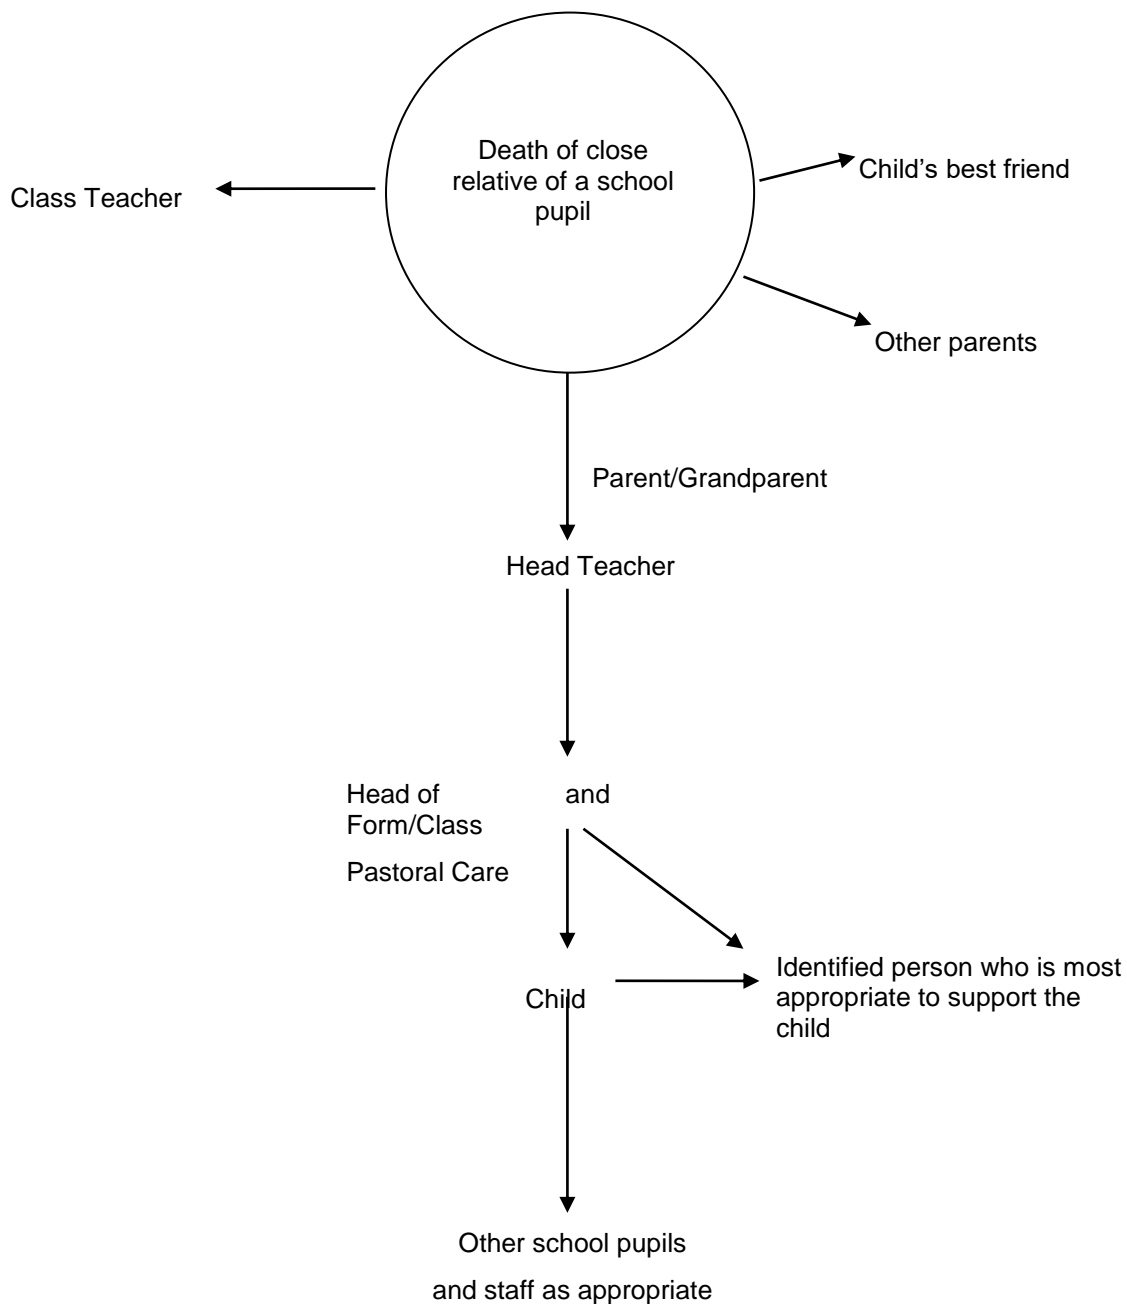 Death of close
relative of a school
pupil
Class Teacher
Child's best friend
Other parents
Parent/Grandparent
Head Teacher
Head of
Form/Class
and
Pastoral Care
Child
Identified person who is most
appropriate to support the
child
Other school pupils
and staff as appropriate